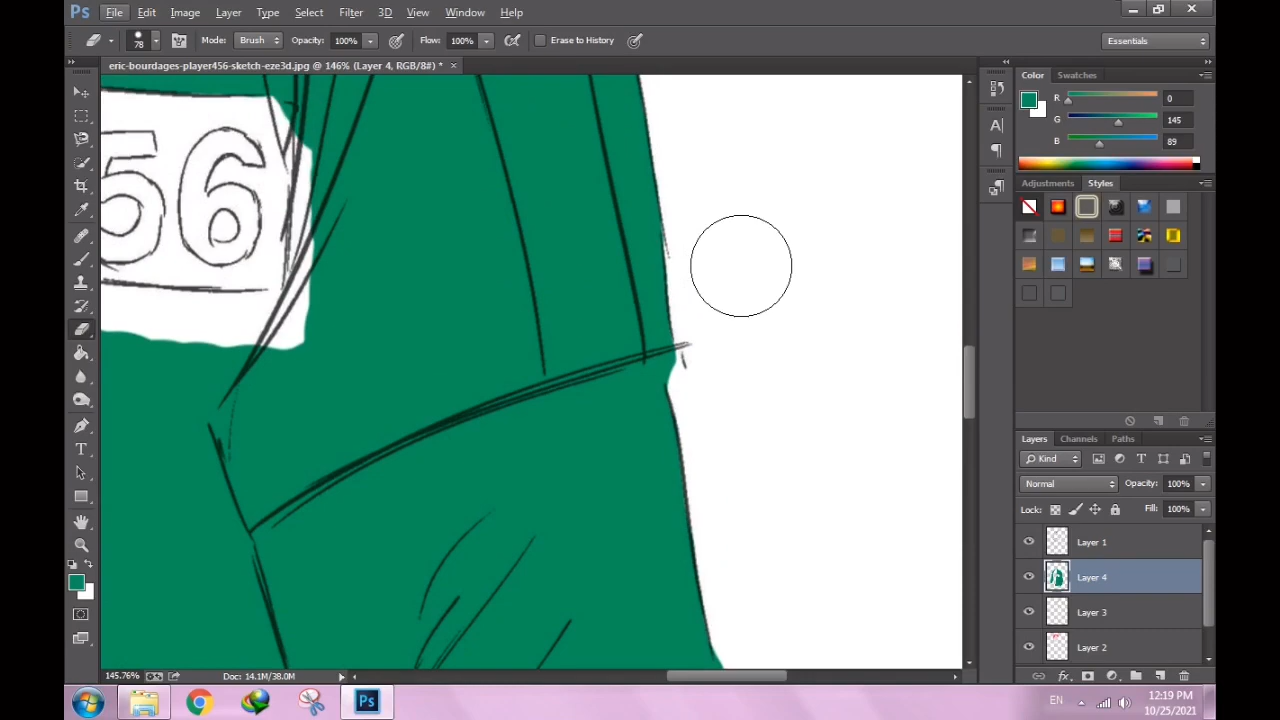 Ps File Edit Image Layer Type Select Filter 3D View Window Help
78 Mode: Brush Opacity: 100% Flow: 100% Erase to History Essentials
eric-bourdages-player456-sketch-eze3d.jpg @ 146% (Layer 4, RGB/8#) * ×
56
Color Swatches
R 0
G 145
B 89
Adjustments Styles
Layers Channels Paths
Kind
Normal Opacity: 100%
Lock: Fill: 100%
Layer 1
Layer 4
Layer 3
Layer 2
145.76% Doc: 14.1M/38.0M
Ps EN 12:19 PM
10/25/2021